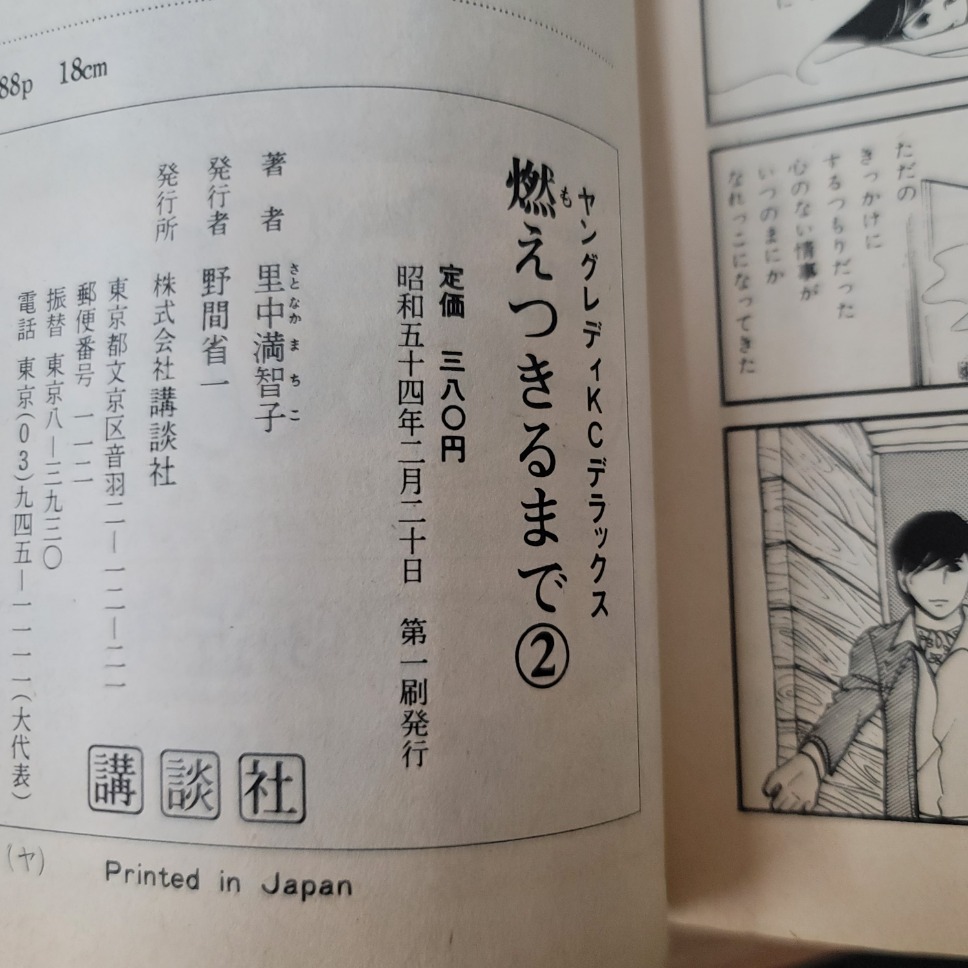 88p 18cm
ヤングレディKCデラックス
燃えつきるまで②
も
定価 三八〇円
昭和五十四年二月二十日 第一刷発行
著者 里中満智子
さとなかまちこ
発行者 野間省一
発行所 株式会社 講談社
東京都文京区音羽二―一二―二一
郵便番号 一一二
振替 東京八―三九三〇
電話 東京(03)九四五―一一一一(大代表)
講談社
(ヤ)
Printed in Japan
ただの
きっかけに
するつもりだった
心のない情事が
いつのまにか
なれっこになってきた